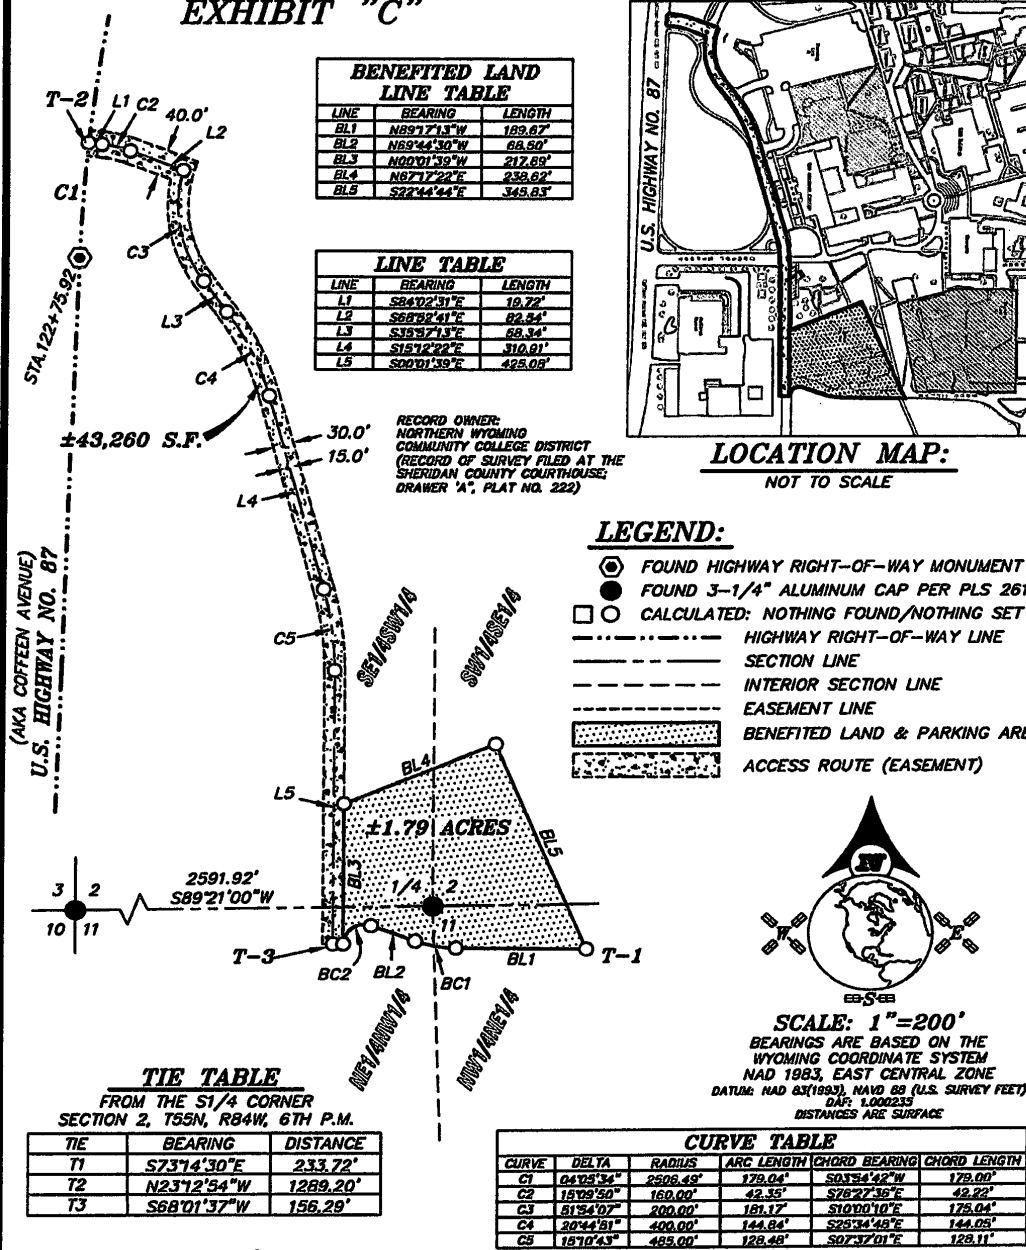 EXHIBIT "C"
BENEFITED LAND
LINE TABLE
LINE BEARING LENGTH
BL1 N89°17'13"W 189.67'
BL2 N69°44'30"W 68.50'
BL3 N00°01'39"W 217.69'
BL4 N67°17'22"E 238.62'
BL5 S22°44'44"E 345.83'
LINE TABLE
LINE BEARING LENGTH
L1 S84°02'31"E 19.72'
L2 S68°52'41"E 82.54'
L3 S35°57'13"E 68.34'
L4 S15°12'22"E 310.91'
L5 S00°01'39"E 425.08'
T-2
L1
C2
40.0'
L2
C1
C3
STA.122+75.92
L3
C4
±43,260 S.F.
30.0'
15.0'
L4
RECORD OWNER:
NORTHERN WYOMING
COMMUNITY COLLEGE DISTRICT
(RECORD OF SURVEY FILED AT THE
SHERIDAN COUNTY COURTHOUSE;
DRAWER "A", PLAT NO. 222)
U.S. HIGHWAY NO. 87
LOCATION MAP:
NOT TO SCALE
LEGEND:
FOUND HIGHWAY RIGHT-OF-WAY MONUMENT
FOUND 3-1/4" ALUMINUM CAP PER PLS 261
CALCULATED: NOTHING FOUND/NOTHING SET
HIGHWAY RIGHT-OF-WAY LINE
SECTION LINE
INTERIOR SECTION LINE
EASEMENT LINE
BENEFITED LAND & PARKING ARE
ACCESS ROUTE (EASEMENT)
(AKA COFFEEN AVENUE)
U.S. HIGHWAY NO. 87
C5
SE1/4SW1/4
SW1/4SE1/4
L5
BL4
±1.79 ACRES
BL5
BL3
3 2
10 11
2591.92'
S89°21'00"W
1/4 2
11
T-3
BC2
BL2
BC1
BL1
T-1
NE1/4NW1/4
NW1/4NE1/4
N
W
E
S
SCALE: 1"=200'
BEARINGS ARE BASED ON THE
WYOMING COORDINATE SYSTEM
NAD 1983, EAST CENTRAL ZONE
DATUM: NAD 83(1993), NAVD 88 (U.S. SURVEY FEET)
DAF: 1.000235
DISTANCES ARE SURFACE
TIE TABLE
FROM THE S1/4 CORNER
SECTION 2, T55N, R84W, 6TH P.M.
TIE BEARING DISTANCE
T1 S73°14'30"E 233.72'
T2 N23°12'54"W 1289.20'
T3 S68°01'37"W 156.29'
CURVE TABLE
CURVE DELTA RADIUS ARC LENGTH CHORD BEARING CHORD LENGTH
C1 04°05'34" 2506.49' 179.04' S03°54'42"W 179.00'
C2 15°09'50" 160.00' 42.35' S76°27'36"E 42.22'
C3 51°54'07" 200.00' 181.17' S10°00'10"E 175.04'
C4 20°44'51" 400.00' 144.84' S25°34'48"E 144.05'
C5 15°10'43" 485.00' 128.48' S07°37'01"E 128.11'